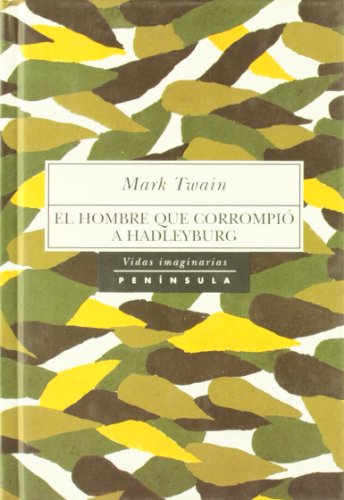 Mark Twain
EL HOMBRE QUE CORROMPIÓ
A HADLEYBURG
Vidas imaginarias
PENÍNSULA